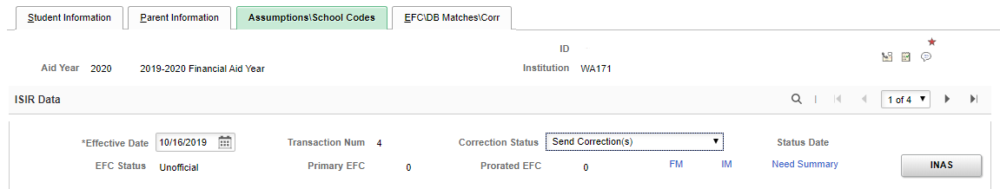 Student Information Parent Information Assumptions\School Codes EFC\DB Matches\Corr
ID
Aid Year 2020 2019-2020 Financial Aid Year Institution WA171
ISIR Data 1 of 4
*Effective Date 10/16/2019 Transaction Num 4 Correction Status Send Correction(s) Status Date
EFC Status Unofficial Primary EFC 0 Prorated EFC 0 FM IM Need Summary INAS